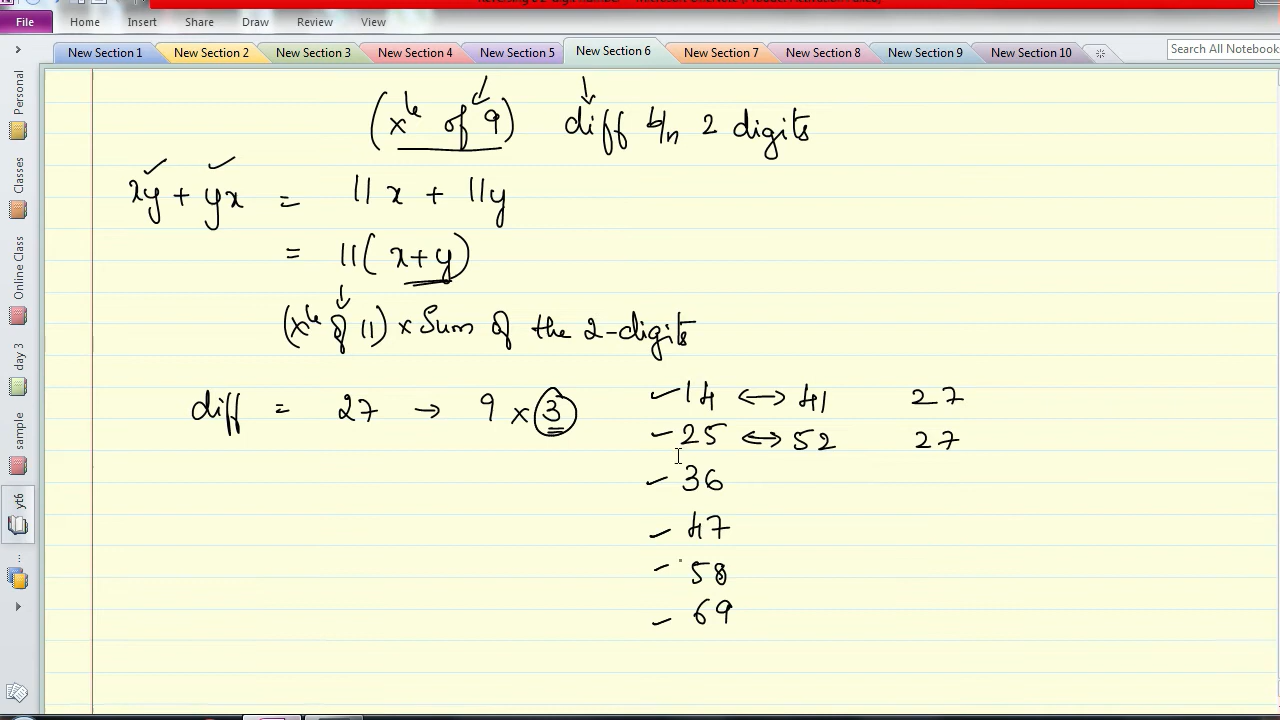 File Home Insert Share Draw Review View
New Section 1 New Section 2 New Section 3 New Section 4 New Section 5 New Section 6 New Section 7 New Section 8 New Section 9 New Section 10 Search All Notebook
Personal
Classes
Online Class
day 3
sample
yt6
(xle of 9) diff b/n 2 digits
xy + yx = 11x + 11y
= 11(x+y)
(xle of 11) × Sum of the 2-digits
diff = 27 → 9 × 3
14 ↔ 41 27
25 ↔ 52 27
36
47
58
69